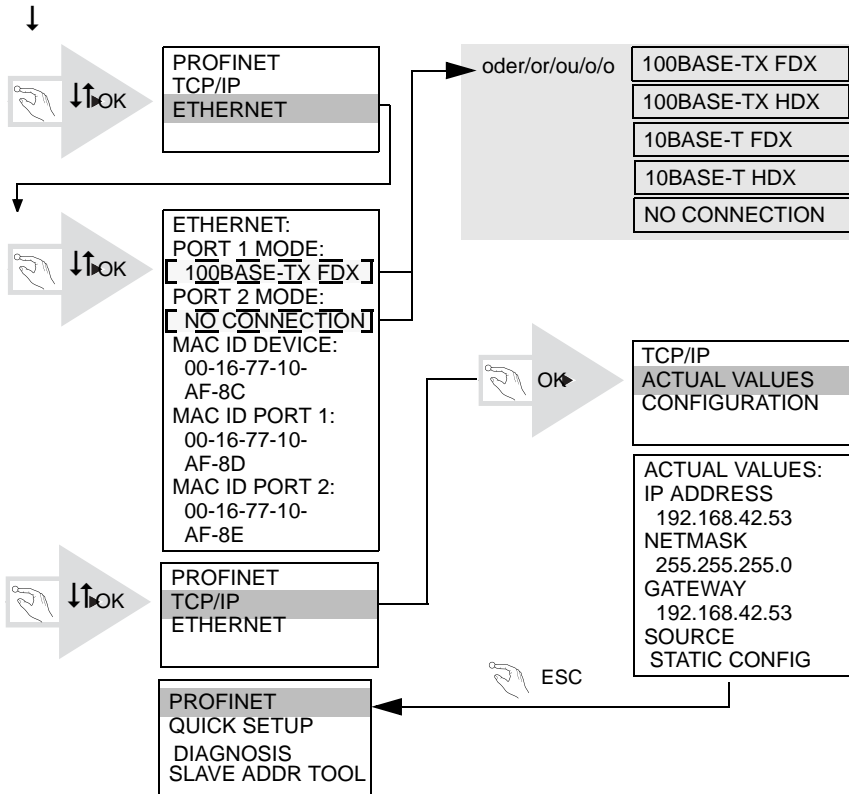 OK
PROFINET
TCP/IP
ETHERNET
oder/or/ou/o/o
100BASE-TX FDX
100BASE-TX HDX
10BASE-T FDX
10BASE-T HDX
NO CONNECTION
OK
ETHERNET:
PORT 1 MODE:
[ 100BASE-TX FDX]
PORT 2 MODE:
[ NO CONNECTION]
MAC ID DEVICE:
00-16-77-10-
AF-8C
MAC ID PORT 1:
00-16-77-10-
AF-8D
MAC ID PORT 2:
00-16-77-10-
AF-8E
OK
TCP/IP
ACTUAL VALUES
CONFIGURATION
ACTUAL VALUES:
IP ADDRESS
192.168.42.53
NETMASK
255.255.255.0
GATEWAY
192.168.42.53
SOURCE
STATIC CONFIG
OK
PROFINET
TCP/IP
ETHERNET
ESC
PROFINET
QUICK SETUP
DIAGNOSIS
SLAVE ADDR TOOL